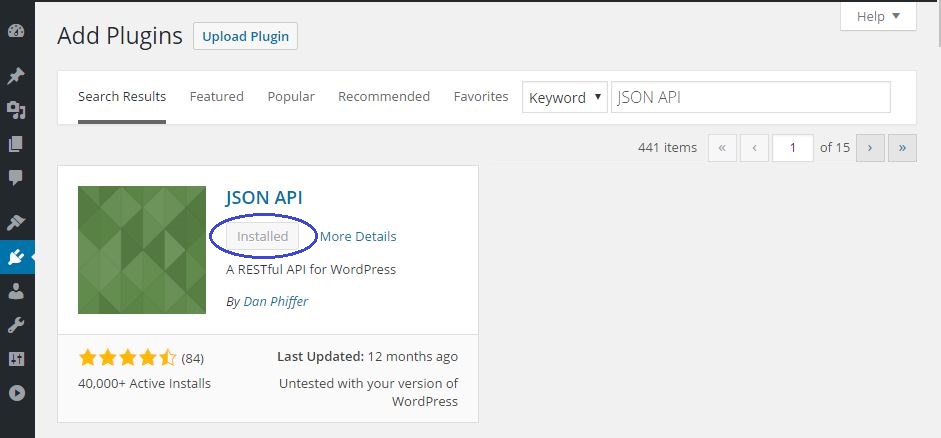 Help ▼
Add Plugins Upload Plugin
Search Results Featured Popular Recommended Favorites Keyword ▼ JSON API
441 items « ‹ 1 of 15 › »
JSON API
Installed More Details
A RESTful API for WordPress
By Dan Phiffer
(84)
40,000+ Active Installs
Last Updated: 12 months ago
Untested with your version of
WordPress